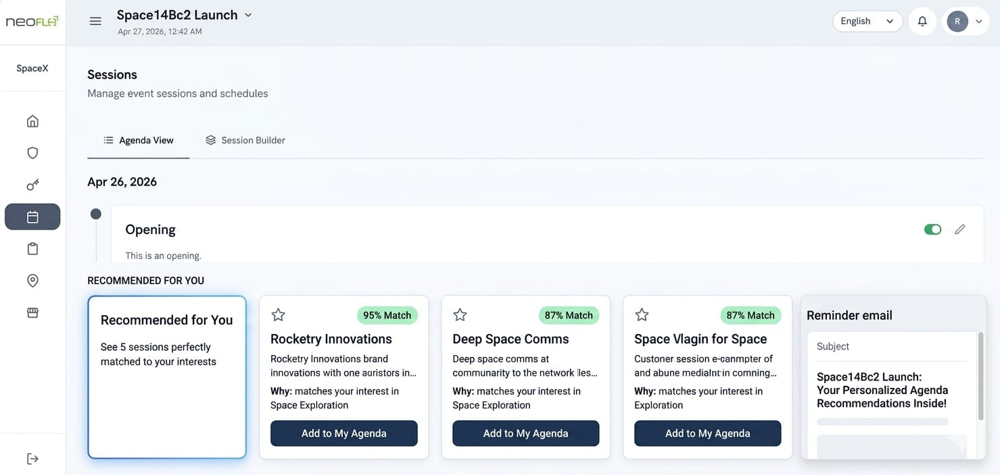 neoFLO
Space14Bc2 Launch
Apr 27, 2026, 12:42 AM
English
R
SpaceX
Sessions
Manage event sessions and schedules
Agenda View
Session Builder
Apr 26, 2026
Opening
This is an opening.
RECOMMENDED FOR YOU
Recommended for You
See 5 sessions perfectly
matched to your interests
95% Match
Rocketry Innovations
Rocketry Innovations brand
innovations with one auristors in...
Why: matches your interest in
Space Exploration
Add to My Agenda
87% Match
Deep Space Comms
Deep space comms at
communarity to the network lles...
Why: matches your interest in
Space Exploration
Add to My Agenda
87% Match
Space Vlagin for Space
Custoner session e-canmpter of
and abune medialnt in comning...
Why: matches your interest in
Exploration
Add to My Agenda
Reminder email
Subject
Space14Bc2 Launch:
Your Personalized Agenda
Recommendations Inside!